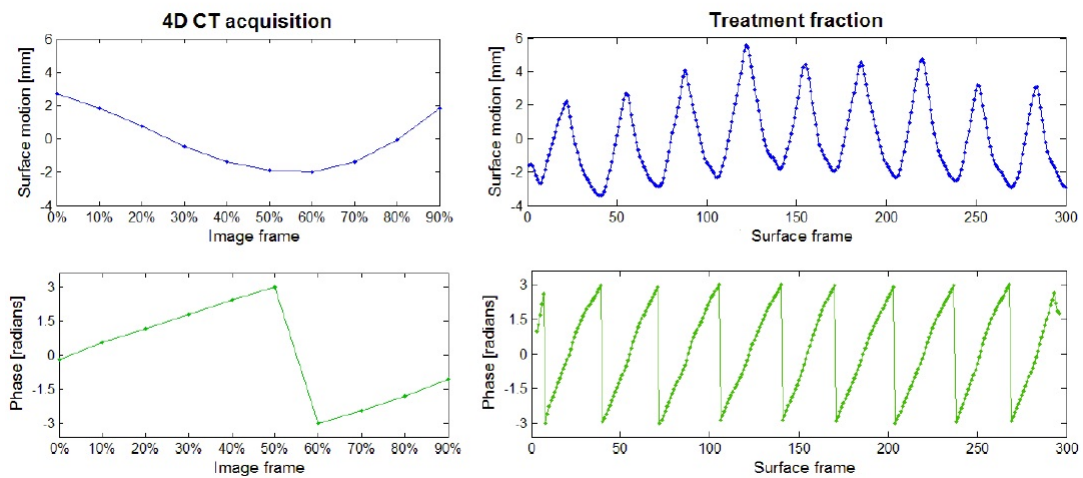 4D CT acquisition
Treatment fraction
Surface motion [mm]
6
4
2
0
-2
-4
0% 10% 20% 30% 40% 50% 60% 70% 80% 90%
Image frame
Surface motion [mm]
6
4
2
0
-2
-4
0 50 100 150 200 250 300
Surface frame
Phase [radians]
3
1.5
0
-1.5
-3
0% 10% 20% 30% 40% 50% 60% 70% 80% 90%
Image frame
Phase [radians]
3
1.5
0
-1.5
-3
0 50 100 150 200 250 300
Surface frame